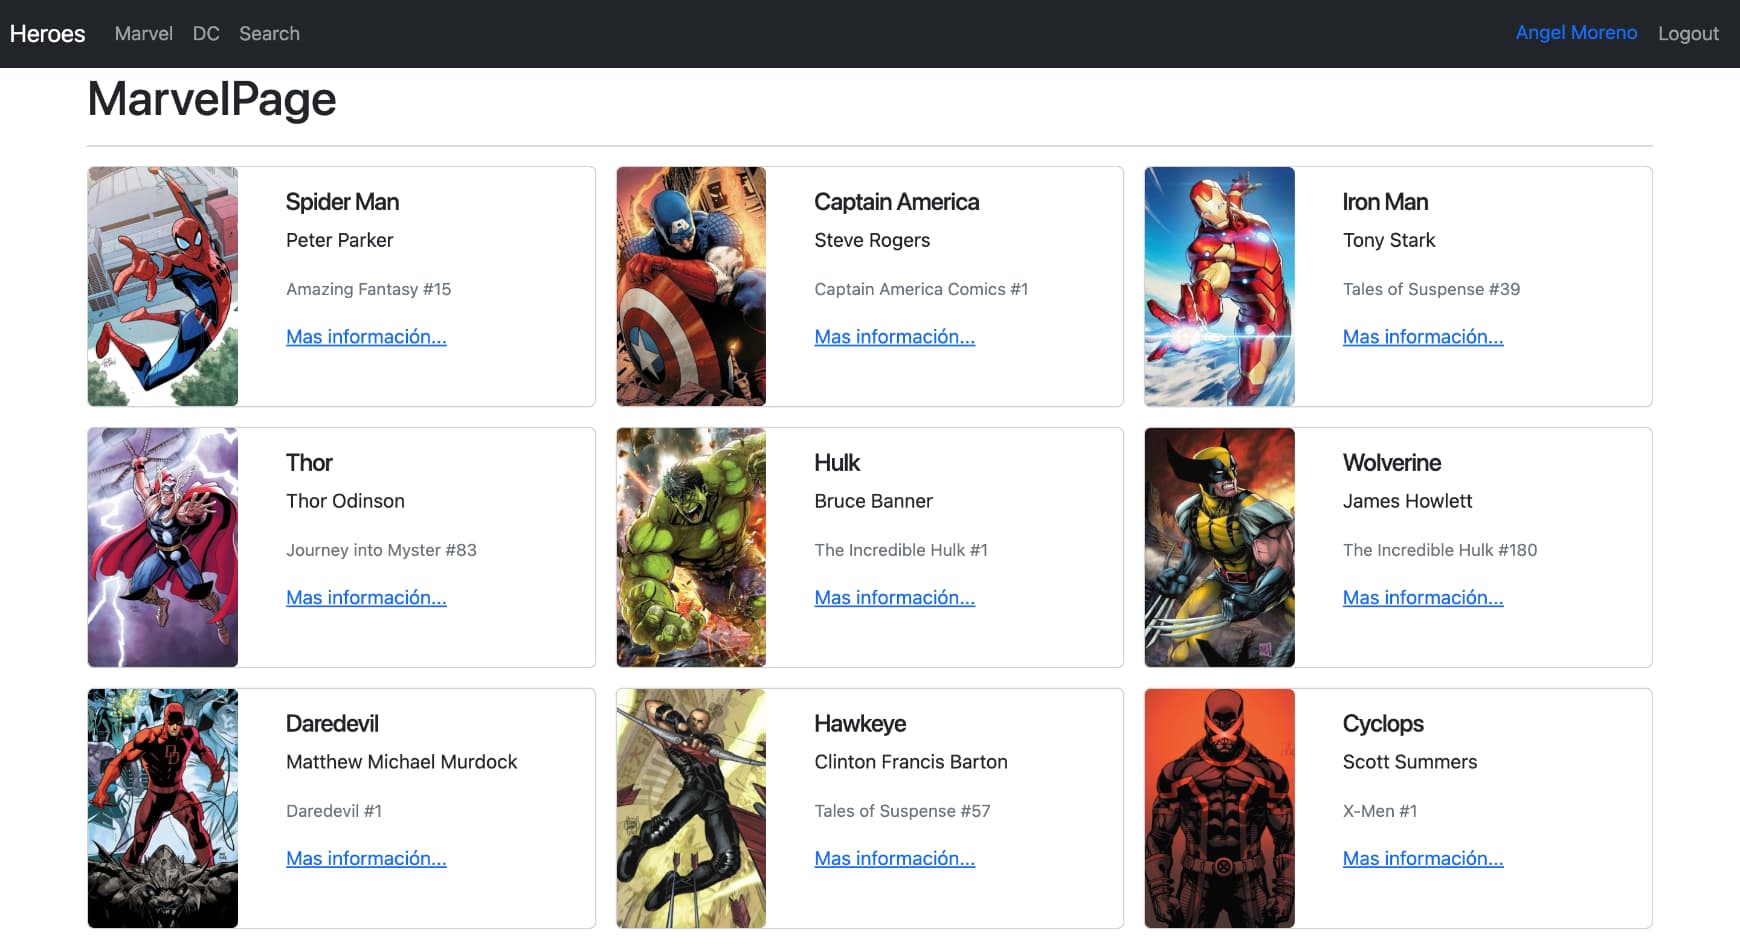 Heroes Marvel DC Search Angel Moreno Logout
MarvelPage
Spider Man
Peter Parker
Amazing Fantasy #15
Mas información...
Captain America
Steve Rogers
Captain America Comics #1
Mas información...
Iron Man
Tony Stark
Tales of Suspense #39
Mas información...
Thor
Thor Odinson
Journey into Myster #83
Mas información...
Hulk
Bruce Banner
The Incredible Hulk #1
Mas información...
Wolverine
James Howlett
The Incredible Hulk #180
Mas información...
Daredevil
Matthew Michael Murdock
Daredevil #1
Mas información...
Hawkeye
Clinton Francis Barton
Tales of Suspense #57
Mas información...
Cyclops
Scott Summers
X-Men #1
Mas información...